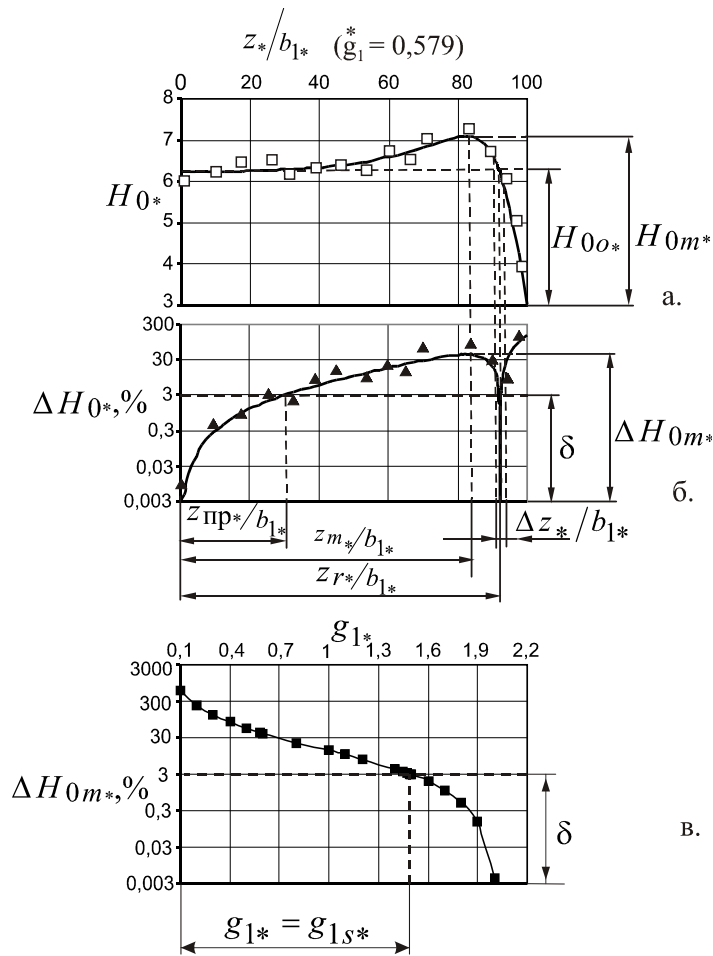 z*/b1* (g1* = 0,579)
0 20 40 60 80 100
8
7
6
5
4
3
H0*
H0o*
H0m*
а.
300
30
3
0,3
0,03
0,003
ΔH0*,%
δ
ΔH0m*
б.
zпр*/b1*
zm*/b1*
Δz*/b1*
zr*/b1*
g1*
0,1 0,4 0,7 1 1,3 1,6 1,9 2,2
3000
300
30
3
0,3
0,03
0,003
ΔH0m*,%
δ
в.
g1* = g1s*